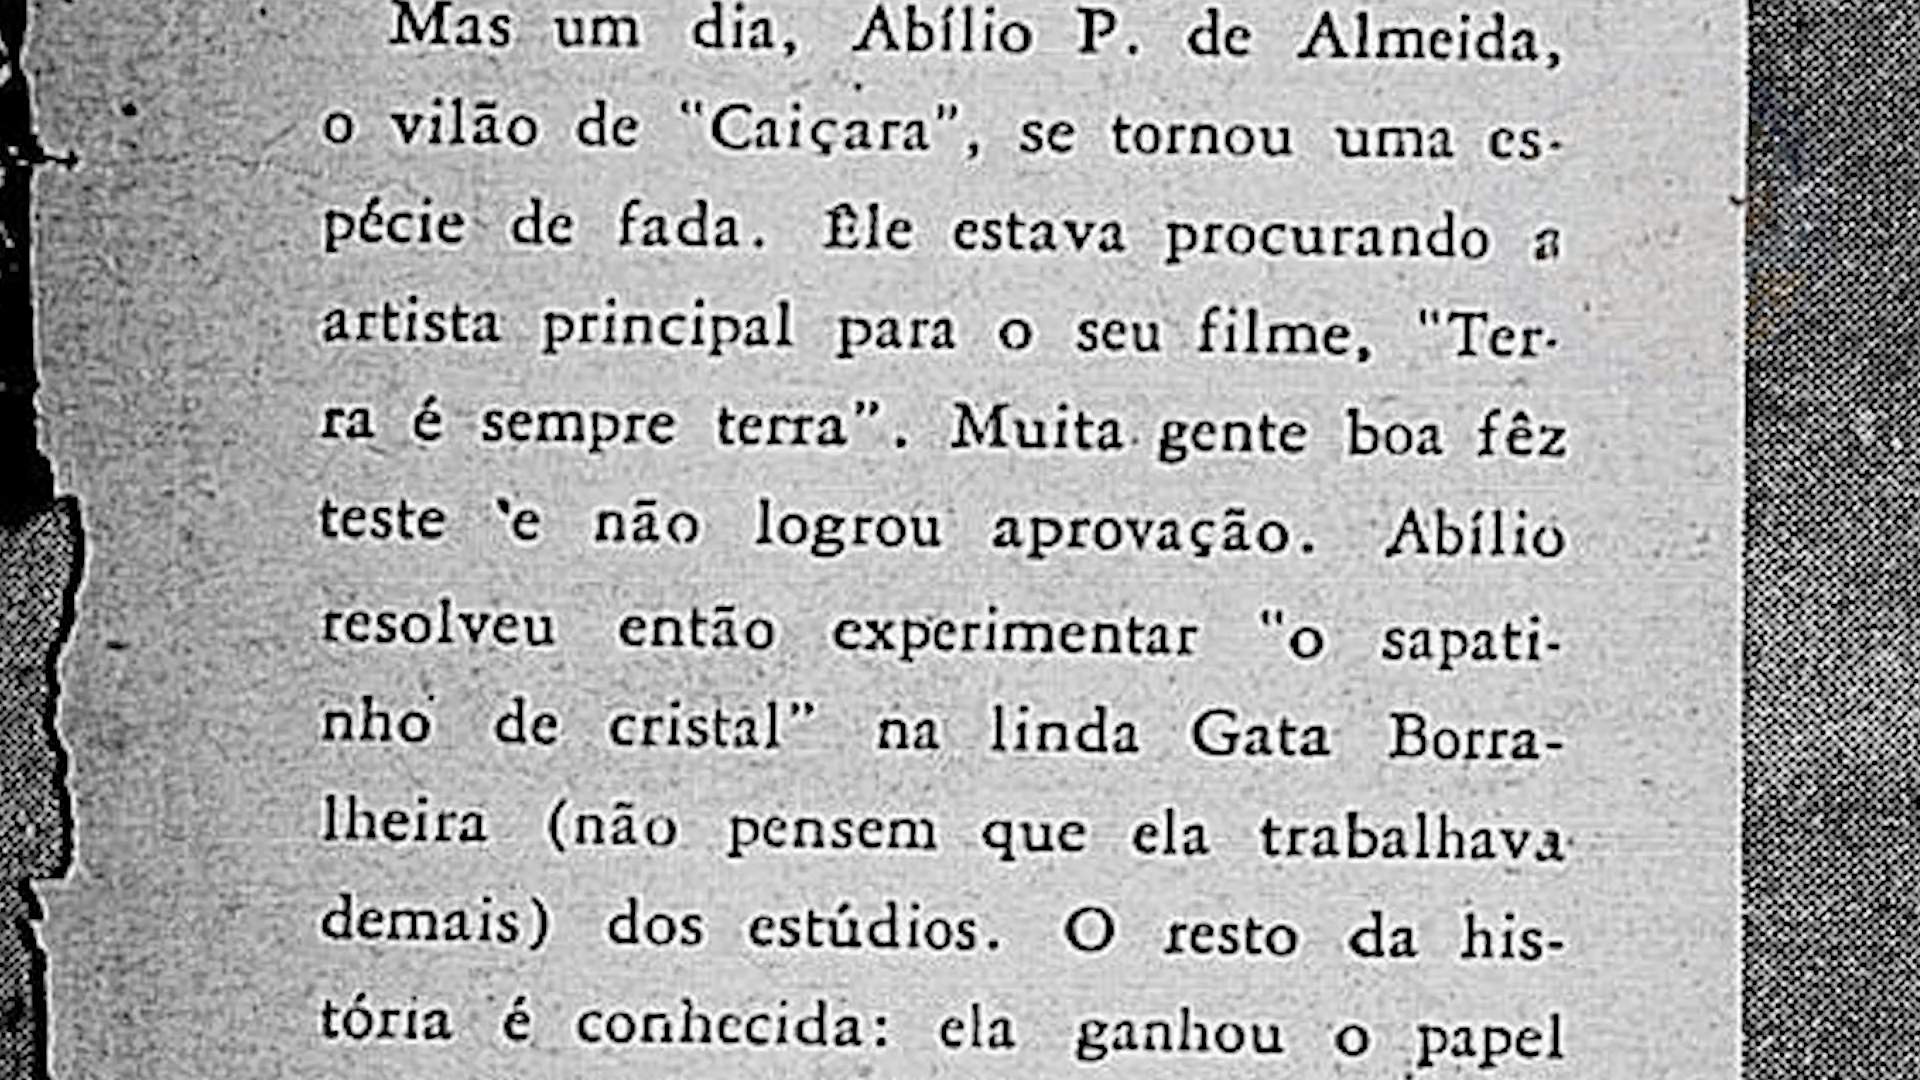 Mas um dia, Abílio P. de Almeida,
o vilão de "Caiçara", se tornou uma es-
pécie de fada. Êle estava procurando a
artista principal para o seu filme, "Ter-
ra é sempre terra". Muita gente boa fêz
teste e não logrou aprovação. Abílio
resolveu então experimentar "o sapati-
nho de cristal" na linda Gata Borra-
lheira (não pensem que ela trabalhava
demais) dos estúdios. O resto da his-
tória é conhecida: ela ganhou o papel